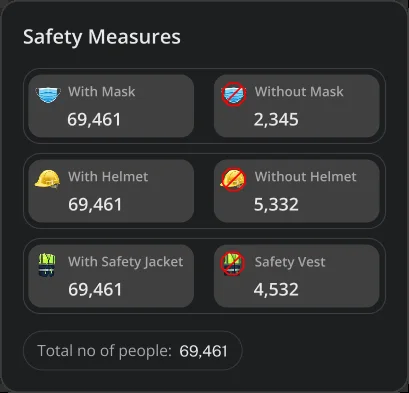 Safety Measures
With Mask
69,461
Without Mask
2,345
With Helmet
69,461
Without Helmet
5,332
With Safety Jacket
69,461
Safety Vest
4,532
Total no of people: 69,461